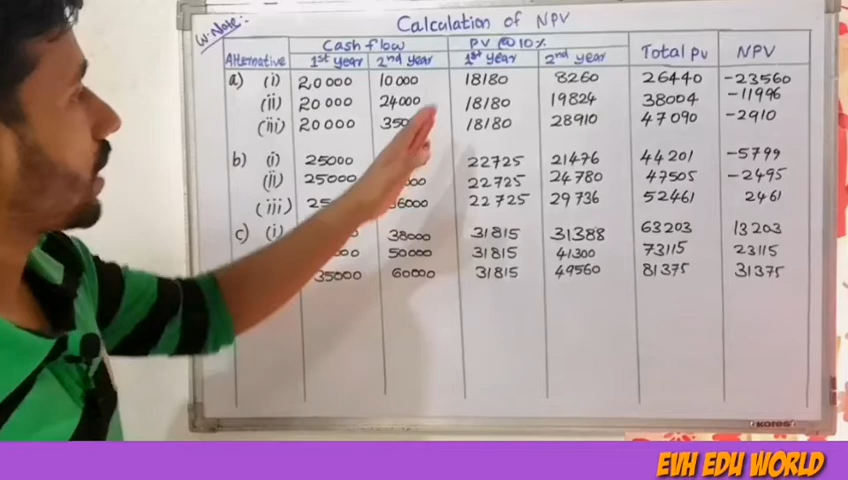 W.Note:-
Calculation of NPV
Cash flow PV @ 10%
Alternative 1st year 2nd year 1st year 2nd year Total PV NPV
a) (i) 20000 10000 18180 8260 26440 -23560
(ii) 20000 24000 18180 19824 38004 -11996
(iii) 20000 18180 28910 47090 -2910
b) (i) 25000 22725 21476 44201 -5799
(ii) 25000 22725 24780 47505 -2495
(iii) 22725 29736 52461 2461
c) (i) 38000 31815 31388 63203 13203
50000 31815 41300 73115 23115
35000 60000 31815 49560 81375 31375
kores
EVH EDU WORLD